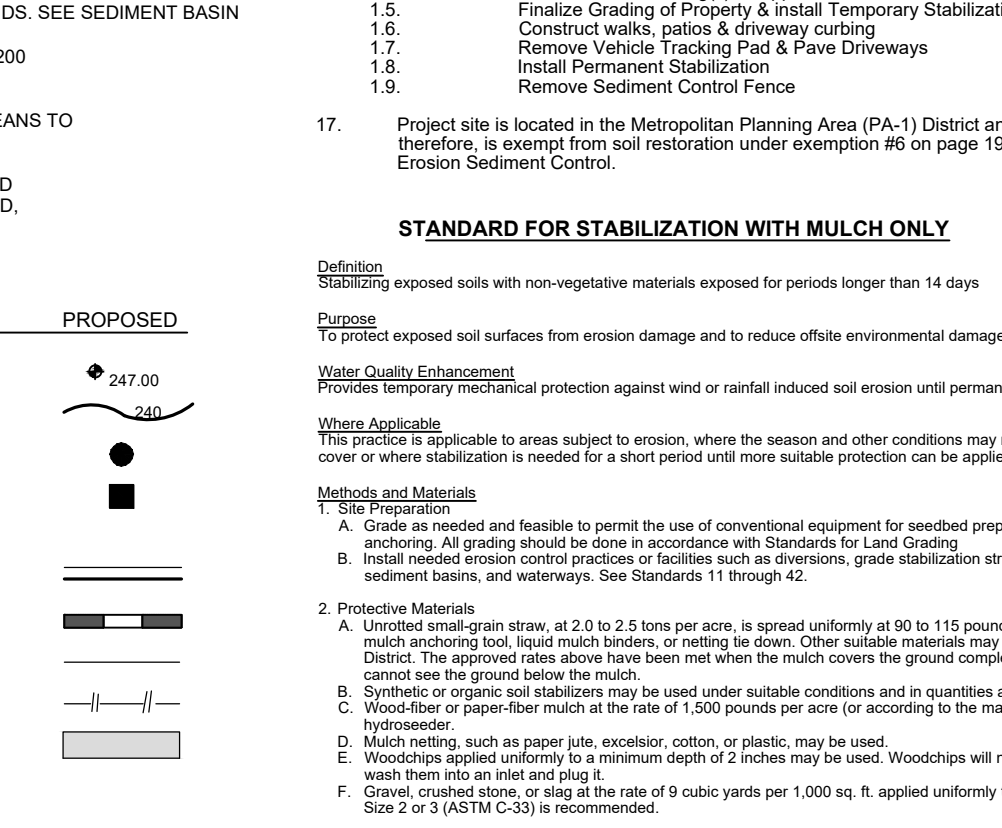 DS. SEE SEDIMENT BASIN
200
EANS TO
D
D,
PROPOSED
247.00
240
1.5. Finalize Grading of Property & install Temporary Stabilizati
1.6. Construct walks, patios & driveway curbing
1.7. Remove Vehicle Tracking Pad & Pave Driveways
1.8. Install Permanent Stabilization
1.9. Remove Sediment Control Fence
17. Project site is located in the Metropolitan Planning Area (PA-1) District an
therefore, is exempt from soil restoration under exemption #6 on page 19
Erosion Sediment Control.
STANDARD FOR STABILIZATION WITH MULCH ONLY
Definition
Stabilizing exposed soils with non-vegetative materials exposed for periods longer than 14 days
Purpose
To protect exposed soil surfaces from erosion damage and to reduce offsite environmental damage
Water Quality Enhancement
Provides temporary mechanical protection against wind or rainfall induced soil erosion until perman
Where Applicable
This practice is applicable to areas subject to erosion, where the season and other conditions may
cover or where stabilization is needed for a short period until more suitable protection can be applie
Methods and Materials
1. Site Preparation
A. Grade as needed and feasible to permit the use of conventional equipment for seedbed prep
anchoring. All grading should be done in accordance with Standards for Land Grading
B. Install needed erosion control practices or facilities such as diversions, grade stabilization str
sediment basins, and waterways. See Standards 11 through 42.
2. Protective Materials
A. Unrotted small-grain straw, at 2.0 to 2.5 tons per acre, is spread uniformly at 90 to 115 pound
mulch anchoring tool, liquid mulch binders, or netting tie down. Other suitable materials may
District. The approved rates above have been met when the mulch covers the ground comple
cannot see the ground below the mulch.
B. Synthetic or organic soil stabilizers may be used under suitable conditions and in quantities a
C. Wood-fiber or paper-fiber mulch at the rate of 1,500 pounds per acre (or according to the ma
hydroseeder.
D. Mulch netting, such as paper jute, excelsior, cotton, or plastic, may be used.
E. Woodchips applied uniformly to a minimum depth of 2 inches may be used. Woodchips will n
wash them into an inlet and plug it.
F. Gravel, crushed stone, or slag at the rate of 9 cubic yards per 1,000 sq. ft. applied uniformly
Size 2 or 3 (ASTM C-33) is recommended.